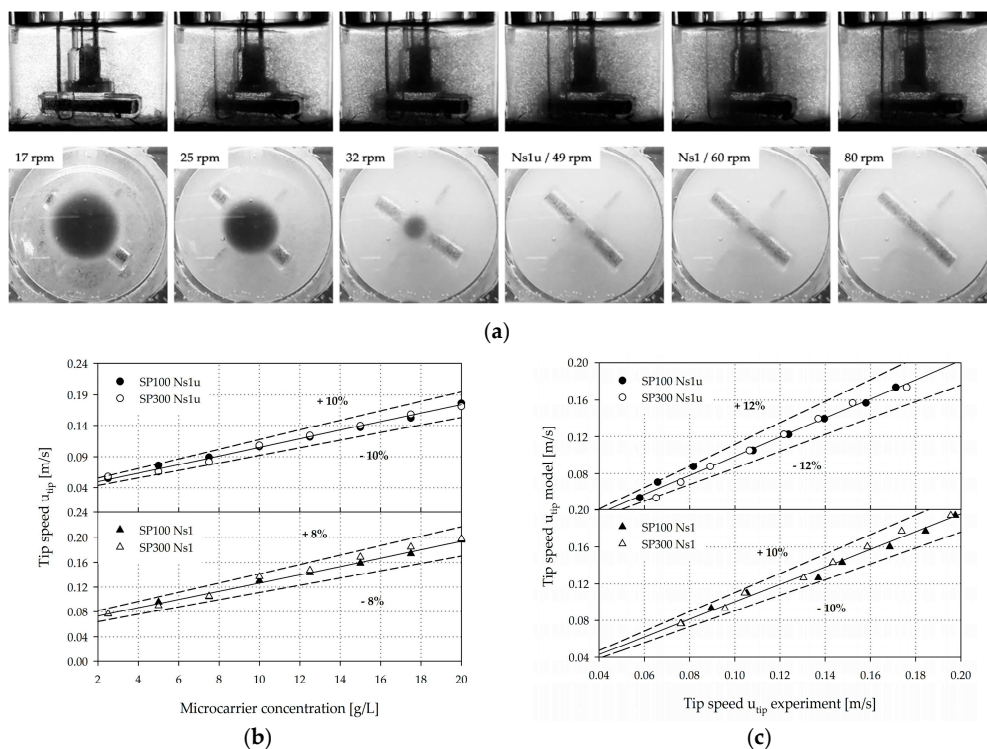 17 rpm
25 rpm
32 rpm
Ns1u / 49 rpm
Ns1 / 60 rpm
80 rpm
(a)
0.24
0.19
0.14
0.09
0.04
SP100 Ns1u
SP300 Ns1u
+ 10%
- 10%
0.24
0.20
0.16
0.12
0.08
0.04
0.00
SP100 Ns1
SP300 Ns1
+ 8%
- 8%
2 4 6 8 10 12 14 16 18 20
Tip speed u_tip [m/s]
Microcarrier concentration [g/L]
(b)
0.20
0.16
0.12
0.08
SP100 Ns1u
SP300 Ns1u
+ 12%
- 12%
0.20
0.16
0.12
0.08
0.04
SP100 Ns1
SP300 Ns1
+ 10%
- 10%
0.04 0.06 0.08 0.10 0.12 0.14 0.16 0.18 0.20
Tip speed u_tip model [m/s]
Tip speed u_tip experiment [m/s]
(c)